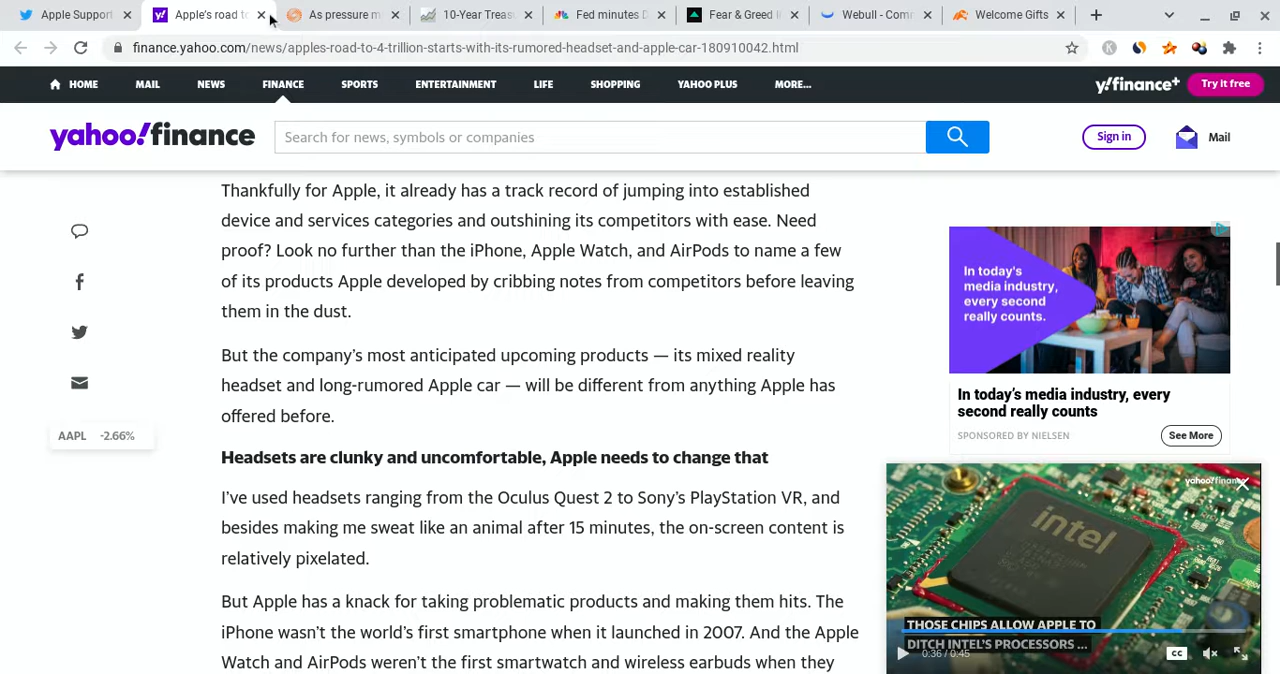 Apple Support
Apple's road to
As pressure m
10-Year Treas
Fed minutes D
Fear & Greed I
Webull - Com
Welcome Gifts
finance.yahoo.com/news/apples-road-to-4-trillion-starts-with-its-rumored-headset-and-apple-car-180910042.html
HOME MAIL NEWS FINANCE SPORTS ENTERTAINMENT LIFE SHOPPING YAHOO PLUS MORE...
y!finance+ Try it free
yahoo!finance
Search for news, symbols or companies
Sign in
Mail
Thankfully for Apple, it already has a track record of jumping into established
device and services categories and outshining its competitors with ease. Need
proof? Look no further than the iPhone, Apple Watch, and AirPods to name a few
of its products Apple developed by cribbing notes from competitors before leaving
them in the dust.
But the company's most anticipated upcoming products — its mixed reality
headset and long-rumored Apple car — will be different from anything Apple has
offered before.
AAPL -2.66%
Headsets are clunky and uncomfortable, Apple needs to change that
I've used headsets ranging from the Oculus Quest 2 to Sony's PlayStation VR, and
besides making me sweat like an animal after 15 minutes, the on-screen content is
relatively pixelated.
But Apple has a knack for taking problematic products and making them hits. The
iPhone wasn't the world's first smartphone when it launched in 2007. And the Apple
Watch and AirPods weren't the first smartwatch and wireless earbuds when they
In today's
media industry,
every second
really counts.
In today's media industry, every
second really counts
SPONSORED BY NIELSEN
See More
yahoo!finance
intel
THOSE CHIPS ALLOW APPLE TO
DITCH INTEL'S PROCESSORS ...
0:36 / 0:45
CC